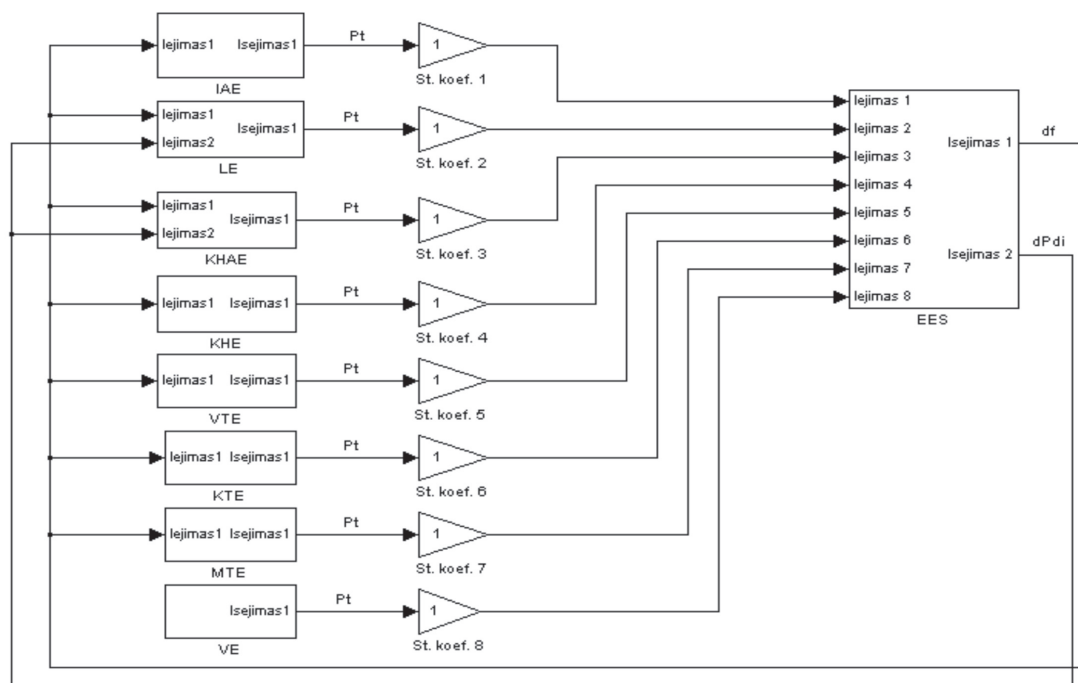 Iejimas1 Isejimas1 Pt 1
IAE St. koef. 1
Iejimas1
Iejimas2 Isejimas1 Pt 1
LE St. koef. 2
Iejimas1
Iejimas2 Isejimas1 Pt 1
KHAE St. koef. 3
Iejimas1 Isejimas1 Pt 1
KHE St. koef. 4
Iejimas1 Isejimas1 Pt 1
VTE St. koef. 5
Iejimas1 Isejimas1 Pt 1
KTE St. koef. 6
Iejimas1 Isejimas1 Pt 1
MTE St. koef. 7
Isejimas1 Pt 1
VE St. koef. 8
Iejimas 1
Iejimas 2
Iejimas 3
Iejimas 4
Iejimas 5
Iejimas 6
Iejimas 7
Iejimas 8
Isejimas 1 df
Isejimas 2 dPdi
EES